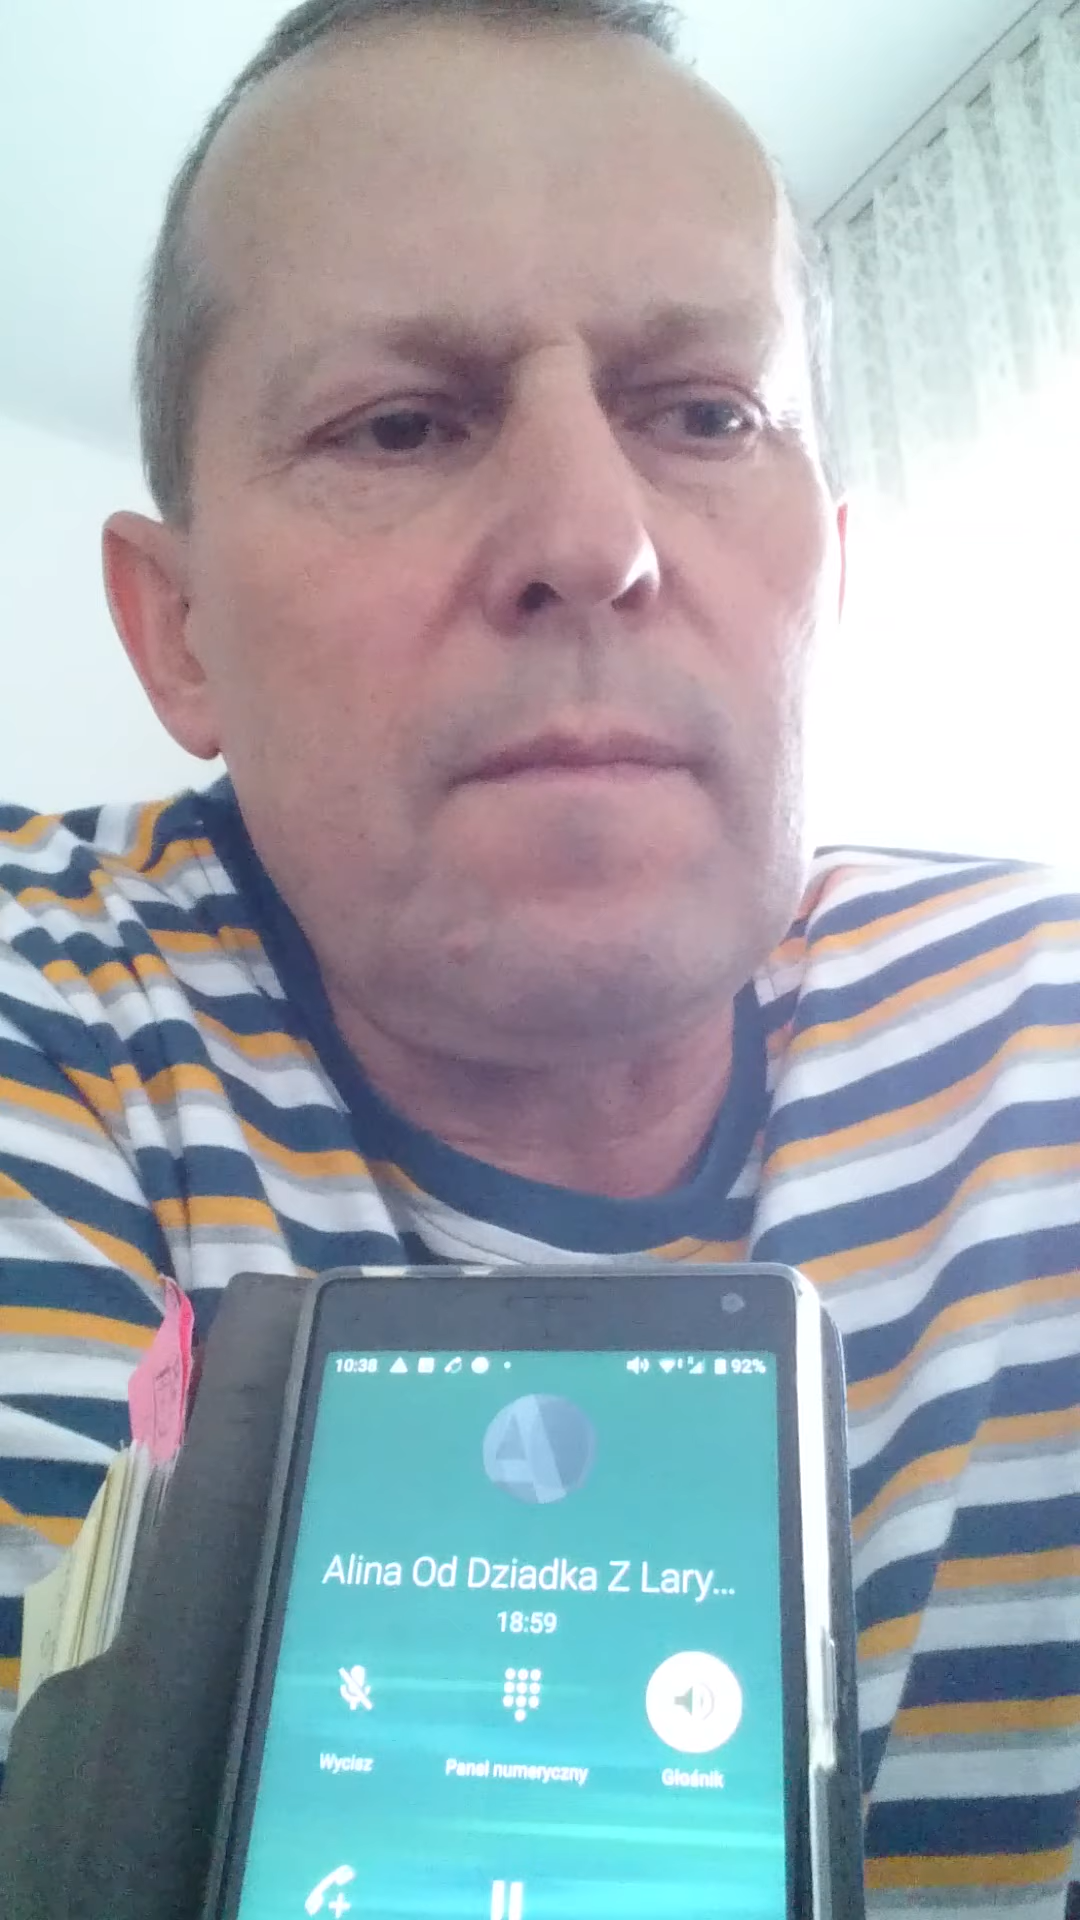 10:38 92%
A
Alina Od Dziadka Z Lary...
18:59
Wycisz Panel numeryczny Głośnik